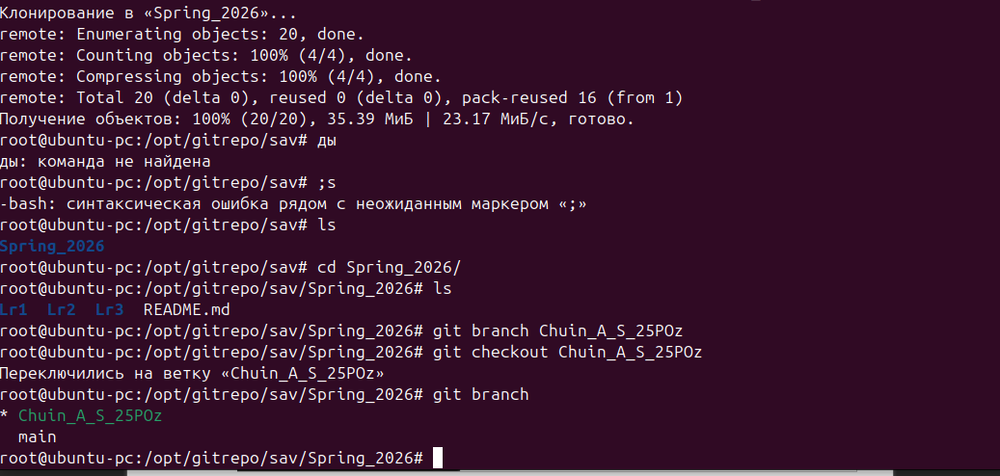 Клонирование в «Spring_2026»...
remote: Enumerating objects: 20, done.
remote: Counting objects: 100% (4/4), done.
remote: Compressing objects: 100% (4/4), done.
remote: Total 20 (delta 0), reused 0 (delta 0), pack-reused 16 (from 1)
Получение объектов: 100% (20/20), 35.39 МиБ | 23.17 МиБ/с, готово.
root@ubuntu-pc:/opt/gitrepo/sav# ды
ды: команда не найдена
root@ubuntu-pc:/opt/gitrepo/sav# ;s
-bash: синтаксическая ошибка рядом с неожиданным маркером «;»
root@ubuntu-pc:/opt/gitrepo/sav# ls
Spring_2026
root@ubuntu-pc:/opt/gitrepo/sav# cd Spring_2026/
root@ubuntu-pc:/opt/gitrepo/sav/Spring_2026# ls
Lr1  Lr2  Lr3  README.md
root@ubuntu-pc:/opt/gitrepo/sav/Spring_2026# git branch Chuin_A_S_25POz
root@ubuntu-pc:/opt/gitrepo/sav/Spring_2026# git checkout Chuin_A_S_25POz
Переключились на ветку «Chuin_A_S_25POz»
root@ubuntu-pc:/opt/gitrepo/sav/Spring_2026# git branch
* Chuin_A_S_25POz
  main
root@ubuntu-pc:/opt/gitrepo/sav/Spring_2026#